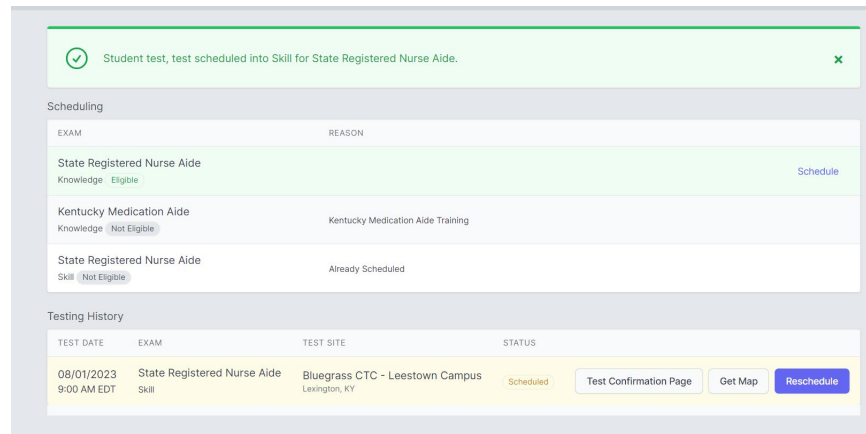 Student test, test scheduled into Skill for State Registered Nurse Aide.
Scheduling
EXAM REASON
State Registered Nurse Aide
Knowledge Eligible
Schedule
Kentucky Medication Aide
Knowledge Not Eligible
Kentucky Medication Aide Training
State Registered Nurse Aide
Skill Not Eligible
Already Scheduled
Testing History
TEST DATE EXAM TEST SITE STATUS
08/01/2023
9:00 AM EDT
State Registered Nurse Aide
Skill
Bluegrass CTC - Leestown Campus
Lexington, KY
Scheduled
Test Confirmation Page
Get Map
Reschedule